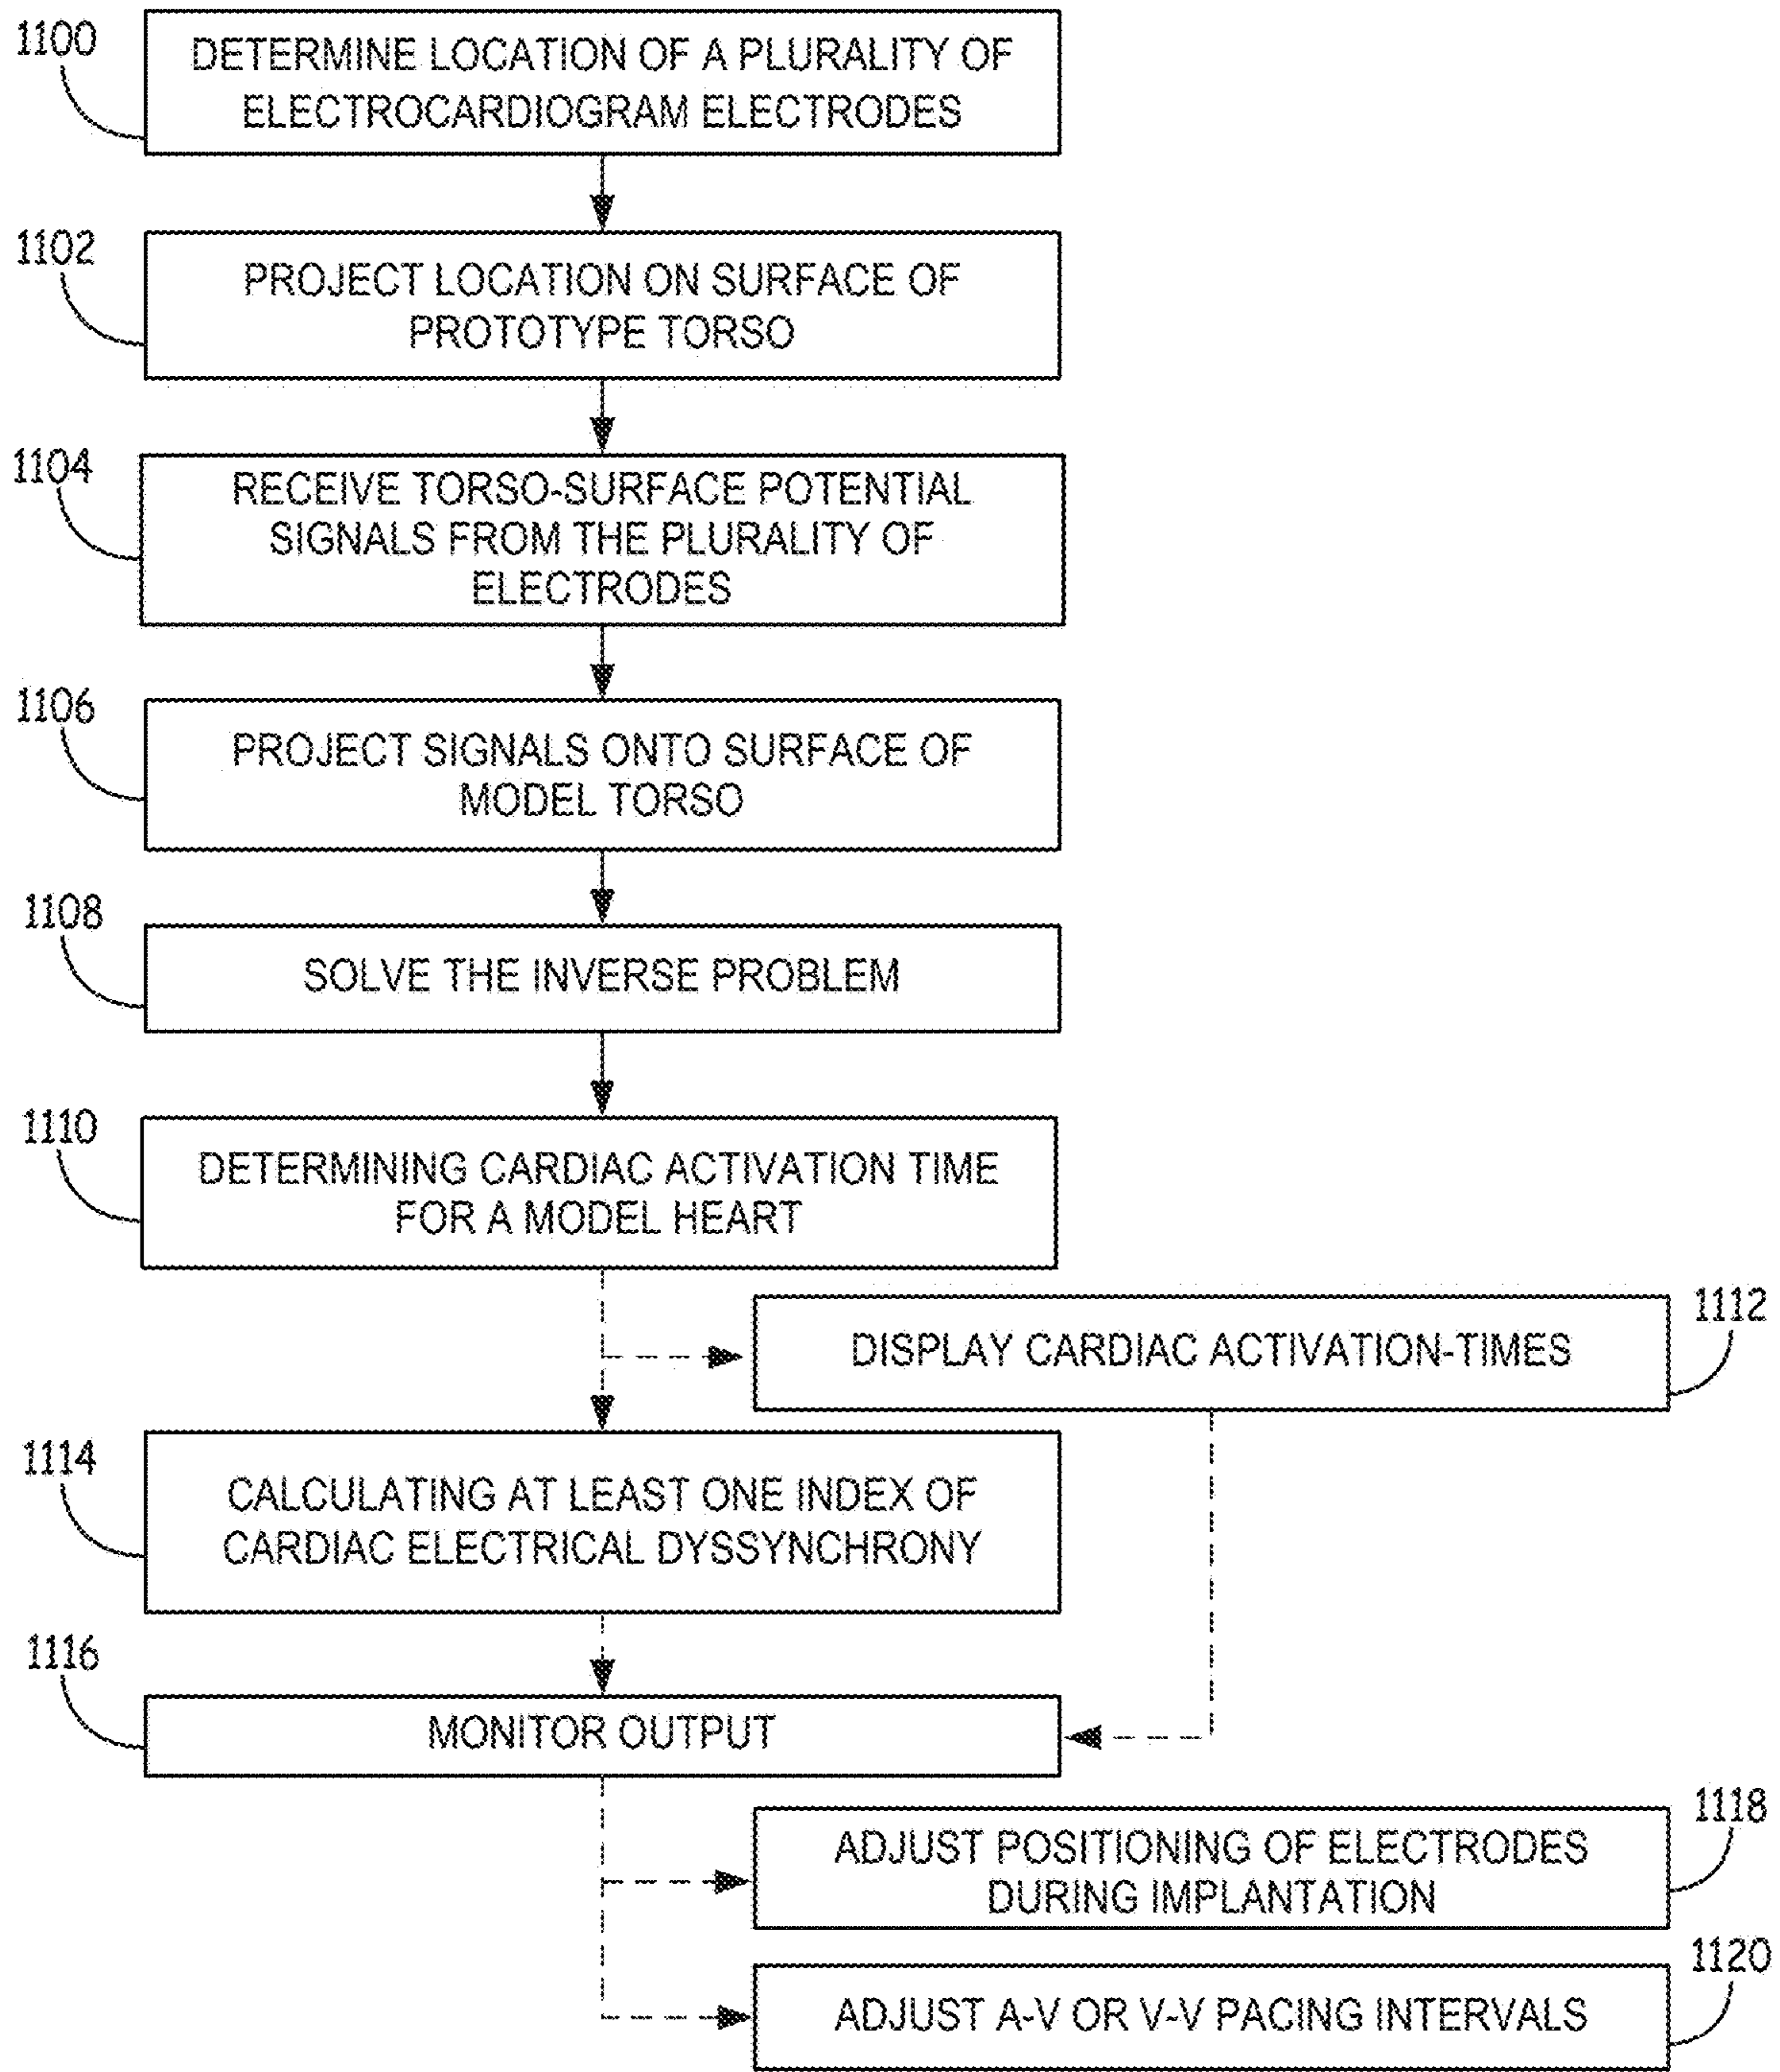 1100
DETERMINE LOCATION OF A PLURALITY OF
ELECTROCARDIOGRAM ELECTRODES
1102
PROJECT LOCATION ON SURFACE OF
PROTOTYPE TORSO
1104
RECEIVE TORSO-SURFACE POTENTIAL
SIGNALS FROM THE PLURALITY OF
ELECTRODES
1106
PROJECT SIGNALS ONTO SURFACE OF
MODEL TORSO
1108
SOLVE THE INVERSE PROBLEM
1110
DETERMINING CARDIAC ACTIVATION TIME
FOR A MODEL HEART
1112
DISPLAY CARDIAC ACTIVATION-TIMES
1114
CALCULATING AT LEAST ONE INDEX OF
CARDIAC ELECTRICAL DYSSYNCHRONY
1116
MONITOR OUTPUT
1118
ADJUST POSITIONING OF ELECTRODES
DURING IMPLANTATION
1120
ADJUST A-V OR V-V PACING INTERVALS